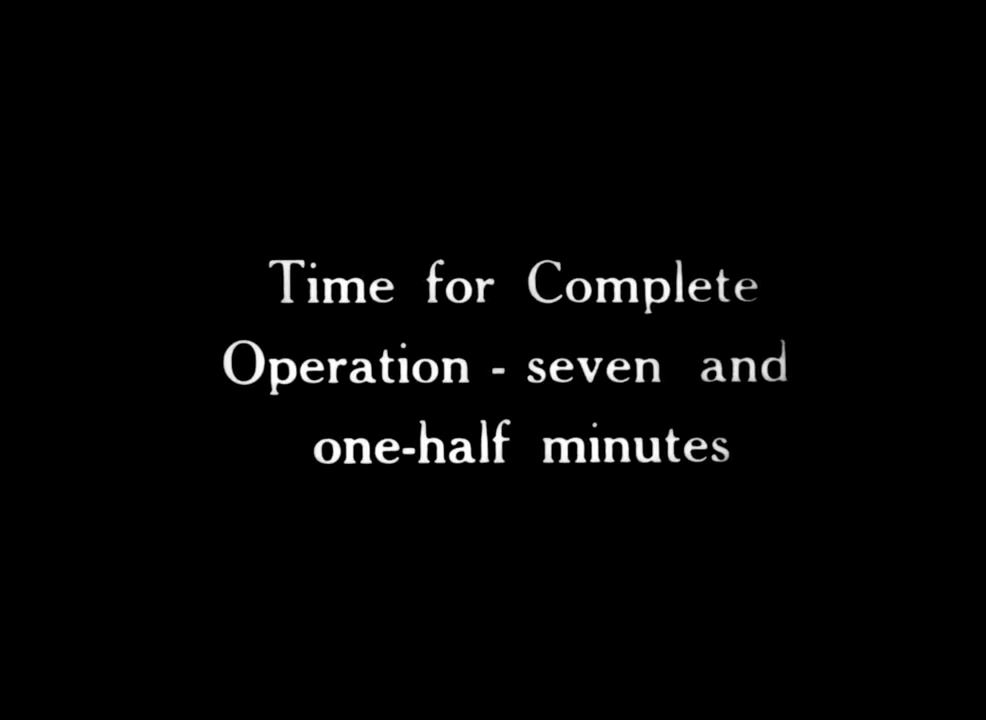 Time for Complete
Operation - seven and
one-half minutes